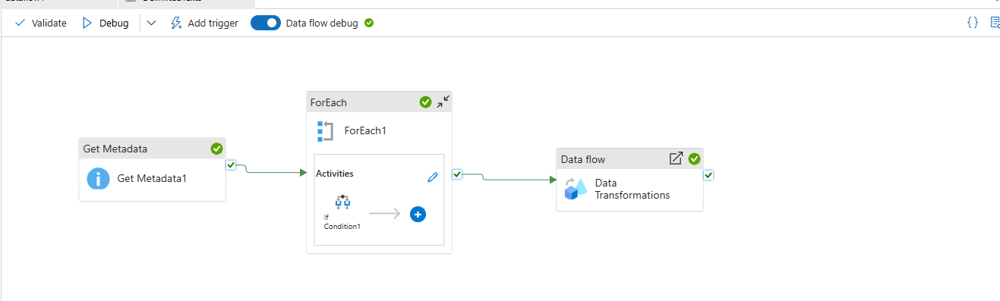 Validate
Debug
Add trigger
Data flow debug
{}
ForEach
ForEach1
Get Metadata
Get Metadata1
Activities
If
Condition1
Data flow
Data
Transformations